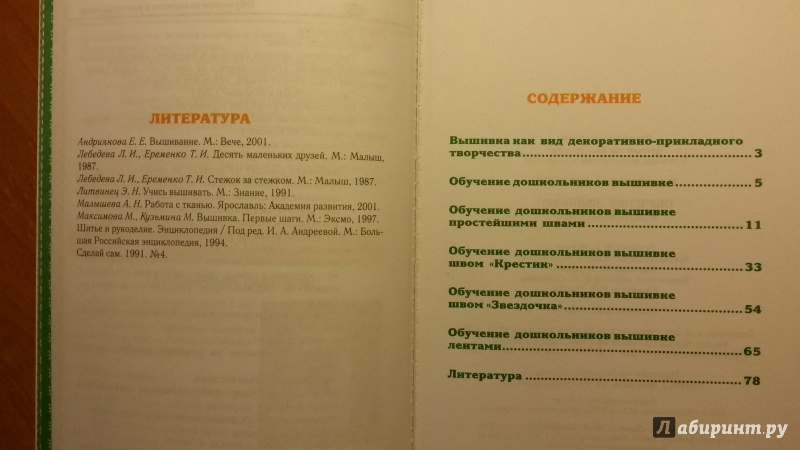 ЛИТЕРАТУРА
Андриянова Е. Е. Вышивание. М.: Вече, 2001.
Лебедева Л. И., Еременко Т. И. Десять маленьких друзей. М.: Малыш,
1987.
Лебедева Л. И., Еременко Т. И. Стежок за стежком. М.: Малыш, 1987.
Литвинец Э. Н. Учись вышивать. М.: Знание, 1991.
Малышева А. Н. Работа с тканью. Ярославль: Академия развития, 2001.
Максимова М., Кузьмина М. Вышивка. Первые шаги. М.: Эксмо, 1997.
Шитье и рукоделие. Энциклопедия / Под ред. И. А. Андреевой. М.: Боль-
шая Российская энциклопедия, 1994.
Сделай сам. 1991. №4.
СОДЕРЖАНИЕ
Вышивка как вид декоративно-прикладного
творчества 3
Обучение дошкольников вышивке 5
Обучение дошкольников вышивке
простейшими швами 11
Обучение дошкольников вышивке
швом «Крестик» 33
Обучение дошкольников вышивке
швом «Звездочка» 54
Обучение дошкольников вышивке
лентами 65
Литература 78
Лабиринт.ру